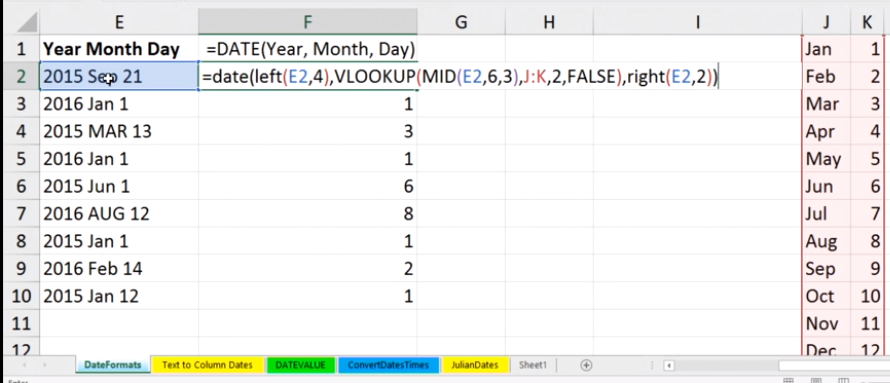 E F G H I J K
1 Year Month Day =DATE(Year, Month, Day) Jan 1
2 2015 Sep 21 =date(left(E2,4),VLOOKUP(MID(E2,6,3),J:K,2,FALSE),right(E2,2)) Feb 2
3 2016 Jan 1 1 Mar 3
4 2015 MAR 13 3 Apr 4
5 2016 Jan 1 1 May 5
6 2015 Jun 1 6 Jun 6
7 2016 AUG 12 8 Jul 7
8 2015 Jan 1 1 Aug 8
9 2016 Feb 14 2 Sep 9
10 2015 Jan 12 1 Oct 10
11 Nov 11
12 Dec 12
DateFormats Text to Column Dates DATEVALUE ConvertDatesTimes JulianDates Sheet1
Enter